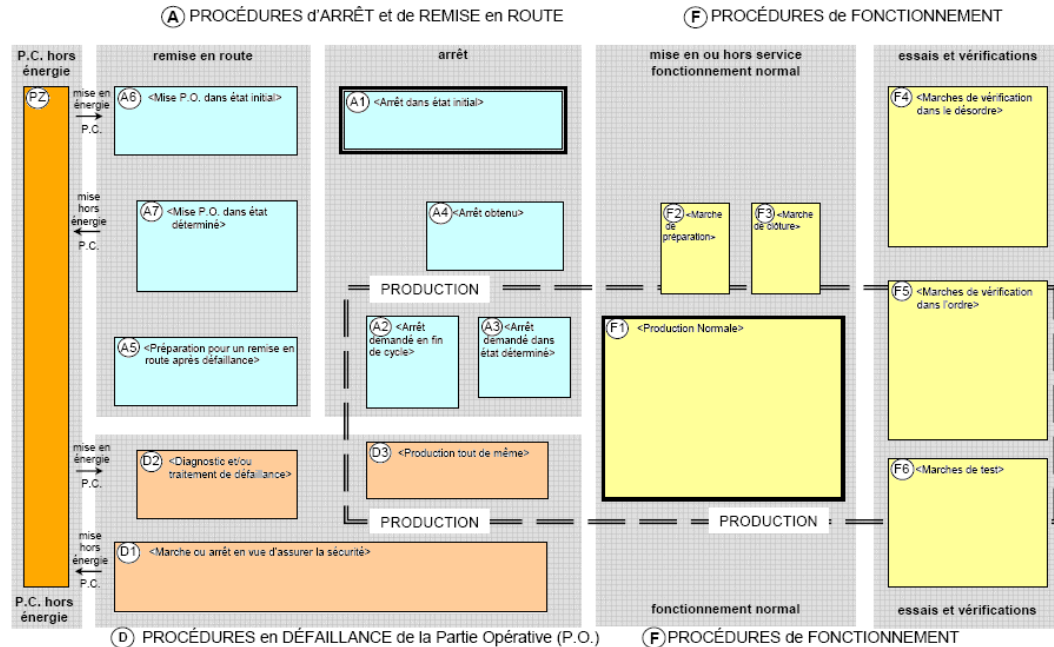 A PROCÉDURES d'ARRÊT et de REMISE en ROUTE
F PROCÉDURES de FONCTIONNEMENT
P.C. hors
énergie
remise en route
arrêt
mise en ou hors service
fonctionnement normal
essais et vérifications
PZ
mise en
énergie
P.C.
A6 <Mise P.O. dans état initial>
A1 <Arrêt dans état initial>
F4 <Marches de vérification
dans le désordre>
mise
hors
énergie
P.C.
A7 <Mise P.O. dans état
déterminé>
A4 <Arrêt obtenu>
F2 <Marche
de
préparation>
F3 <Marche
de clôture>
PRODUCTION
F5 <Marches de vérification
dans l'ordre>
A5 <Préparation pour un remise en
route après défaillance>
A2 <Arrêt
demandé en fin
de cycle>
A3 <Arrêt
demandé dans
état déterminé>
F1 <Production Normale>
mise en
énergie
P.C.
D2 <Diagnostic et/ou
traitement de défaillance>
D3 <Production tout de même>
F6 <Marches de test>
PRODUCTION
PRODUCTION
mise
hors
énergie
P.C.
D1 <Marche ou arrêt en vue d'assurer la sécurité>
P.C. hors
énergie
fonctionnement normal
essais et vérifications
D PROCÉDURES en DÉFAILLANCE de la Partie Opérative (P.O.)
F PROCÉDURES de FONCTIONNEMENT